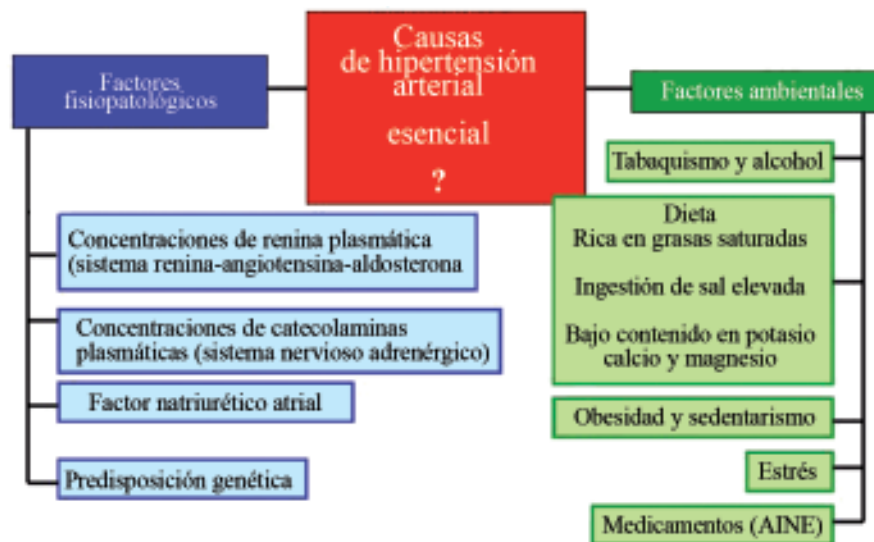 Causas
de hipertensión
arterial
esencial
?
Factores
fisiopatológicos
Concentraciones de renina plasmática
(sistema renina-angiotensina-aldosterona
Concentraciones de catecolaminas
plasmáticas (sistema nervioso adrenérgico)
Factor natriurético atrial
Predisposición genética
Factores ambientales
Tabaquismo y alcohol
Dieta
Rica en grasas saturadas
Ingestión de sal elevada
Bajo contenido en potasio
calcio y magnesio
Obesidad y sedentarismo
Estrés
Medicamentos (AINE)